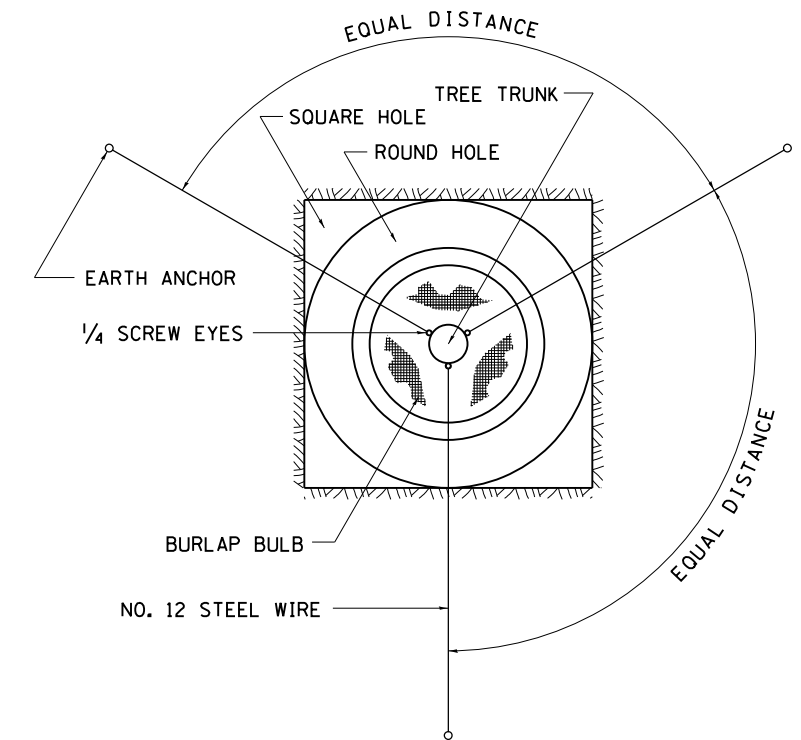 EQUAL DISTANCE
TREE TRUNK
SQUARE HOLE
ROUND HOLE
EARTH ANCHOR
1/4 SCREW EYES
EQUAL DISTANCE
BURLAP BULB
NO. 12 STEEL WIRE